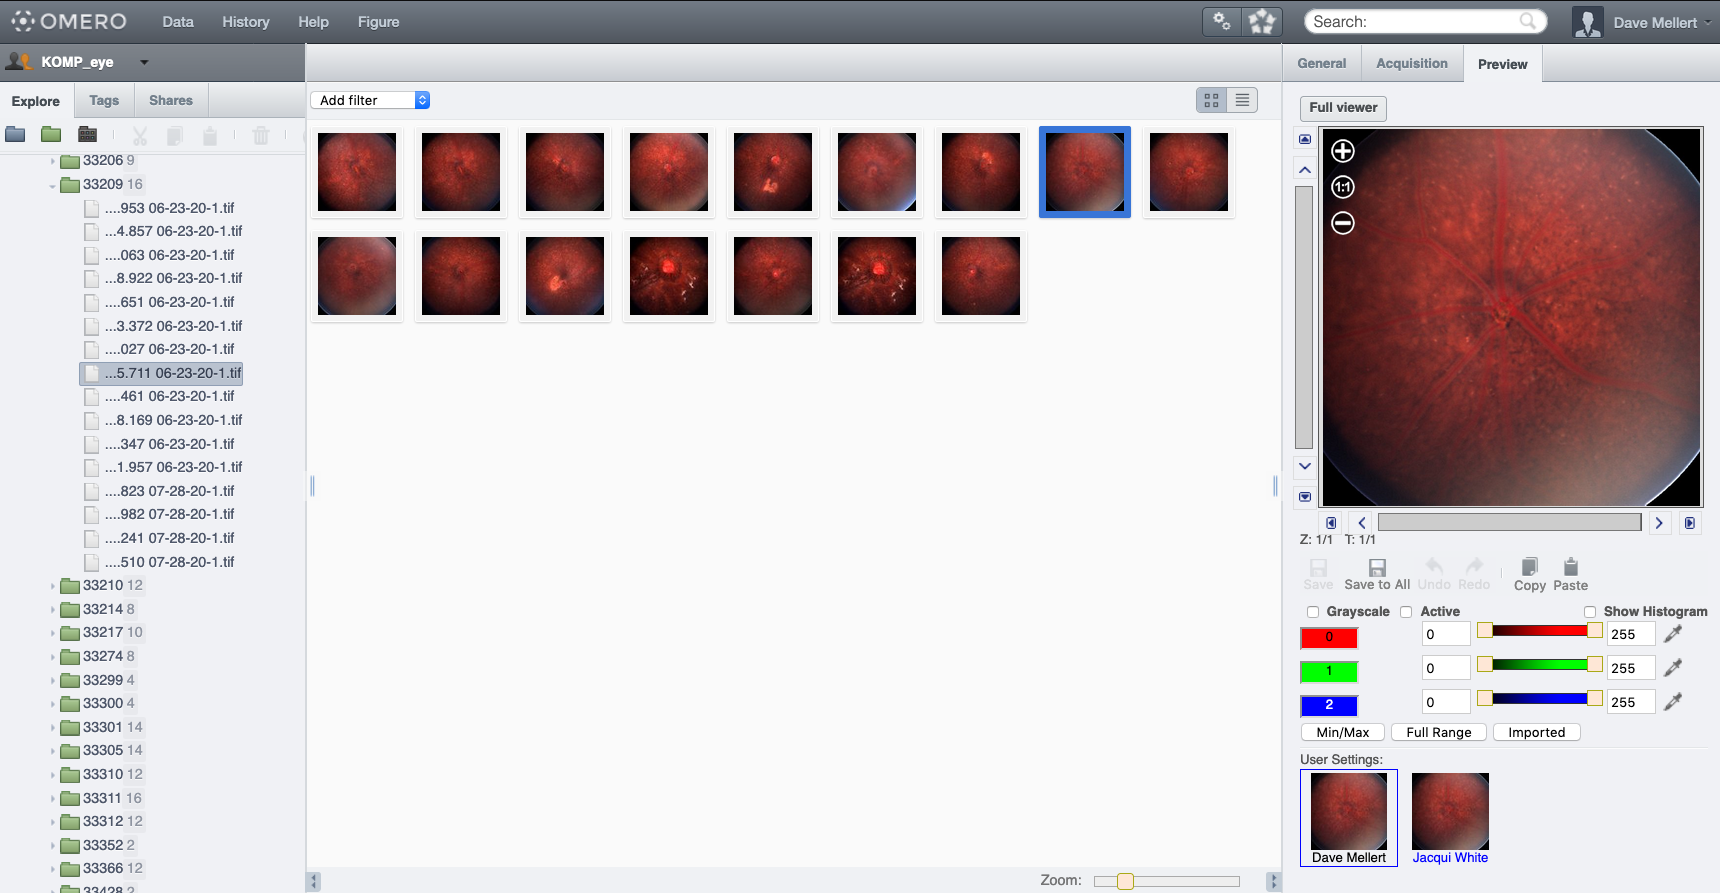 OMERO Data History Help Figure Search: Dave Mellert
KOMP_eye
General Acquisition Preview
Explore Tags Shares
Add filter
Full viewer
33206 9
33209 16
....953 06-23-20-1.tif
...4.857 06-23-20-1.tif
....063 06-23-20-1.tif
...8.922 06-23-20-1.tif
....651 06-23-20-1.tif
...3.372 06-23-20-1.tif
....027 06-23-20-1.tif
...5.711 06-23-20-1.tif
....461 06-23-20-1.tif
...8.169 06-23-20-1.tif
....347 06-23-20-1.tif
...1.957 06-23-20-1.tif
....823 07-28-20-1.tif
....982 07-28-20-1.tif
....241 07-28-20-1.tif
....510 07-28-20-1.tif
33210 12
33214 8
33217 10
33274 8
33299 4
33300 4
33301 14
33305 14
33310 12
33311 16
33312 12
33352 2
33366 12
33428 2
Zoom:
1:1
Z: 1/1 T: 1/1
Save Save to All Undo Redo Copy Paste
Grayscale Active Show Histogram
0 0 255
1 0 255
2 0 255
Min/Max Full Range Imported
User Settings:
Dave Mellert Jacqui White